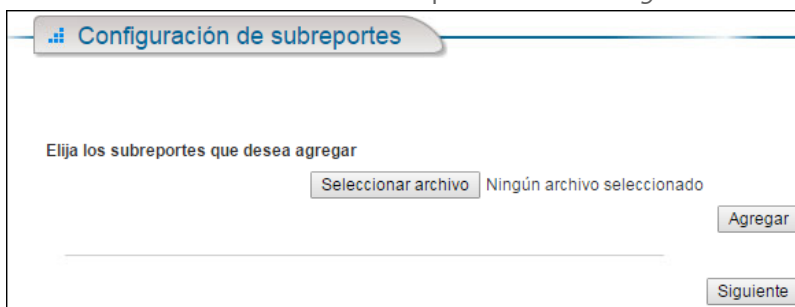 Configuración de subreportes
Elija los subreportes que desea agregar
Seleccionar archivo Ningún archivo seleccionado
Agregar
Siguiente